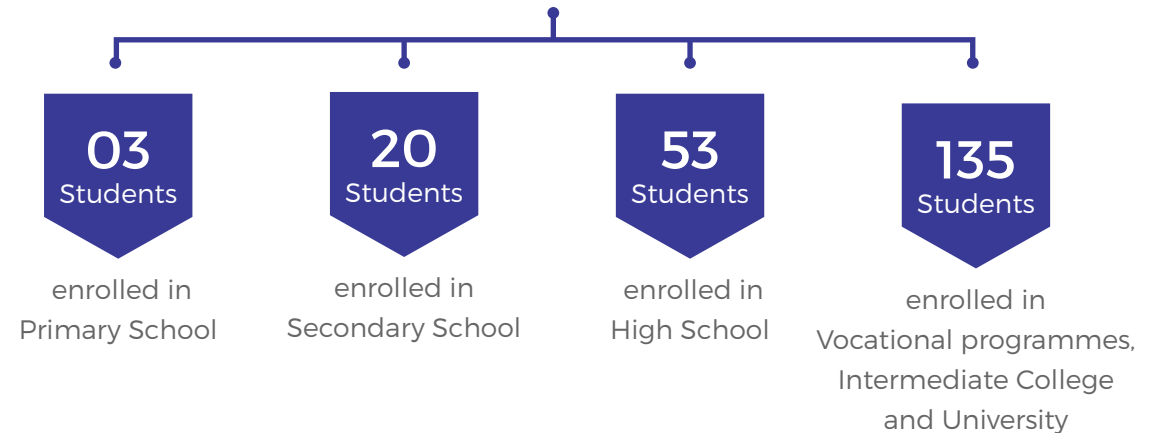 03
Students
enrolled in
Primary School
20
Students
enrolled in
Secondary School
53
Students
enrolled in
High School
135
Students
enrolled in
Vocational programmes,
Intermediate College
and University